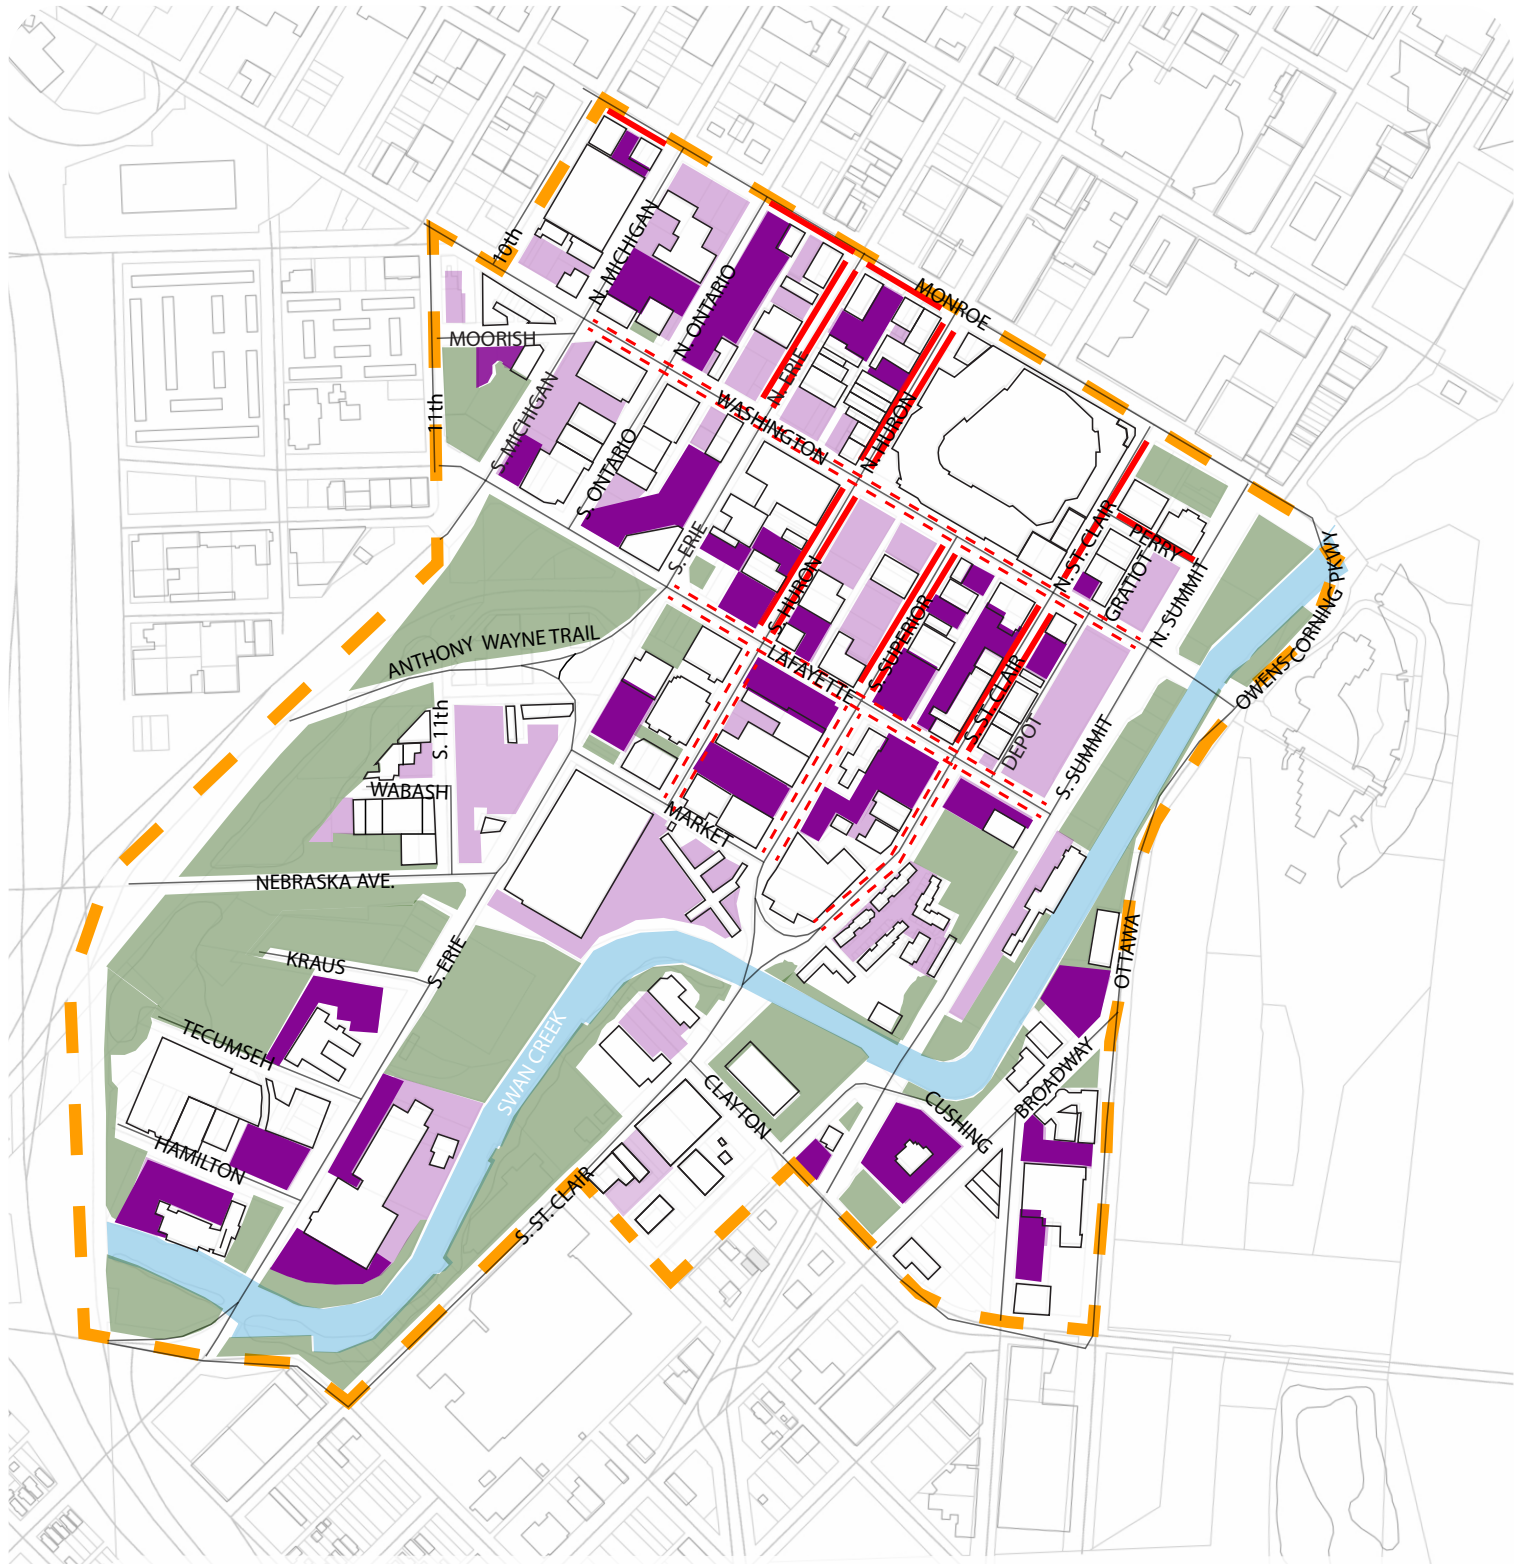 10th
N. MICHIGAN
N. ONTARIO
MONROE
MOORISH
N. ERIE
11th
S. MICHIGAN
WASHINGTON
N. HURON
S. ONTARIO
S. ERIE
N. ST. CLAIR
PERRY
GRATIOT
N. SUMMIT
OWENS-CORNING PKWY
S. HURON
ANTHONY WAYNE TRAIL
S. SUPERIOR
LAFAYETTE
S. ST. CLAIR
DEPOT
S. SUMMIT
S. 11th
WABASH
MARKET
NEBRASKA AVE.
S. ERIE
KRAUS
OTTAWA
TECUMSEH
SWAN CREEK
CLAYTON
CUSHING
BROADWAY
HAMILTON
S. ST. CLAIR